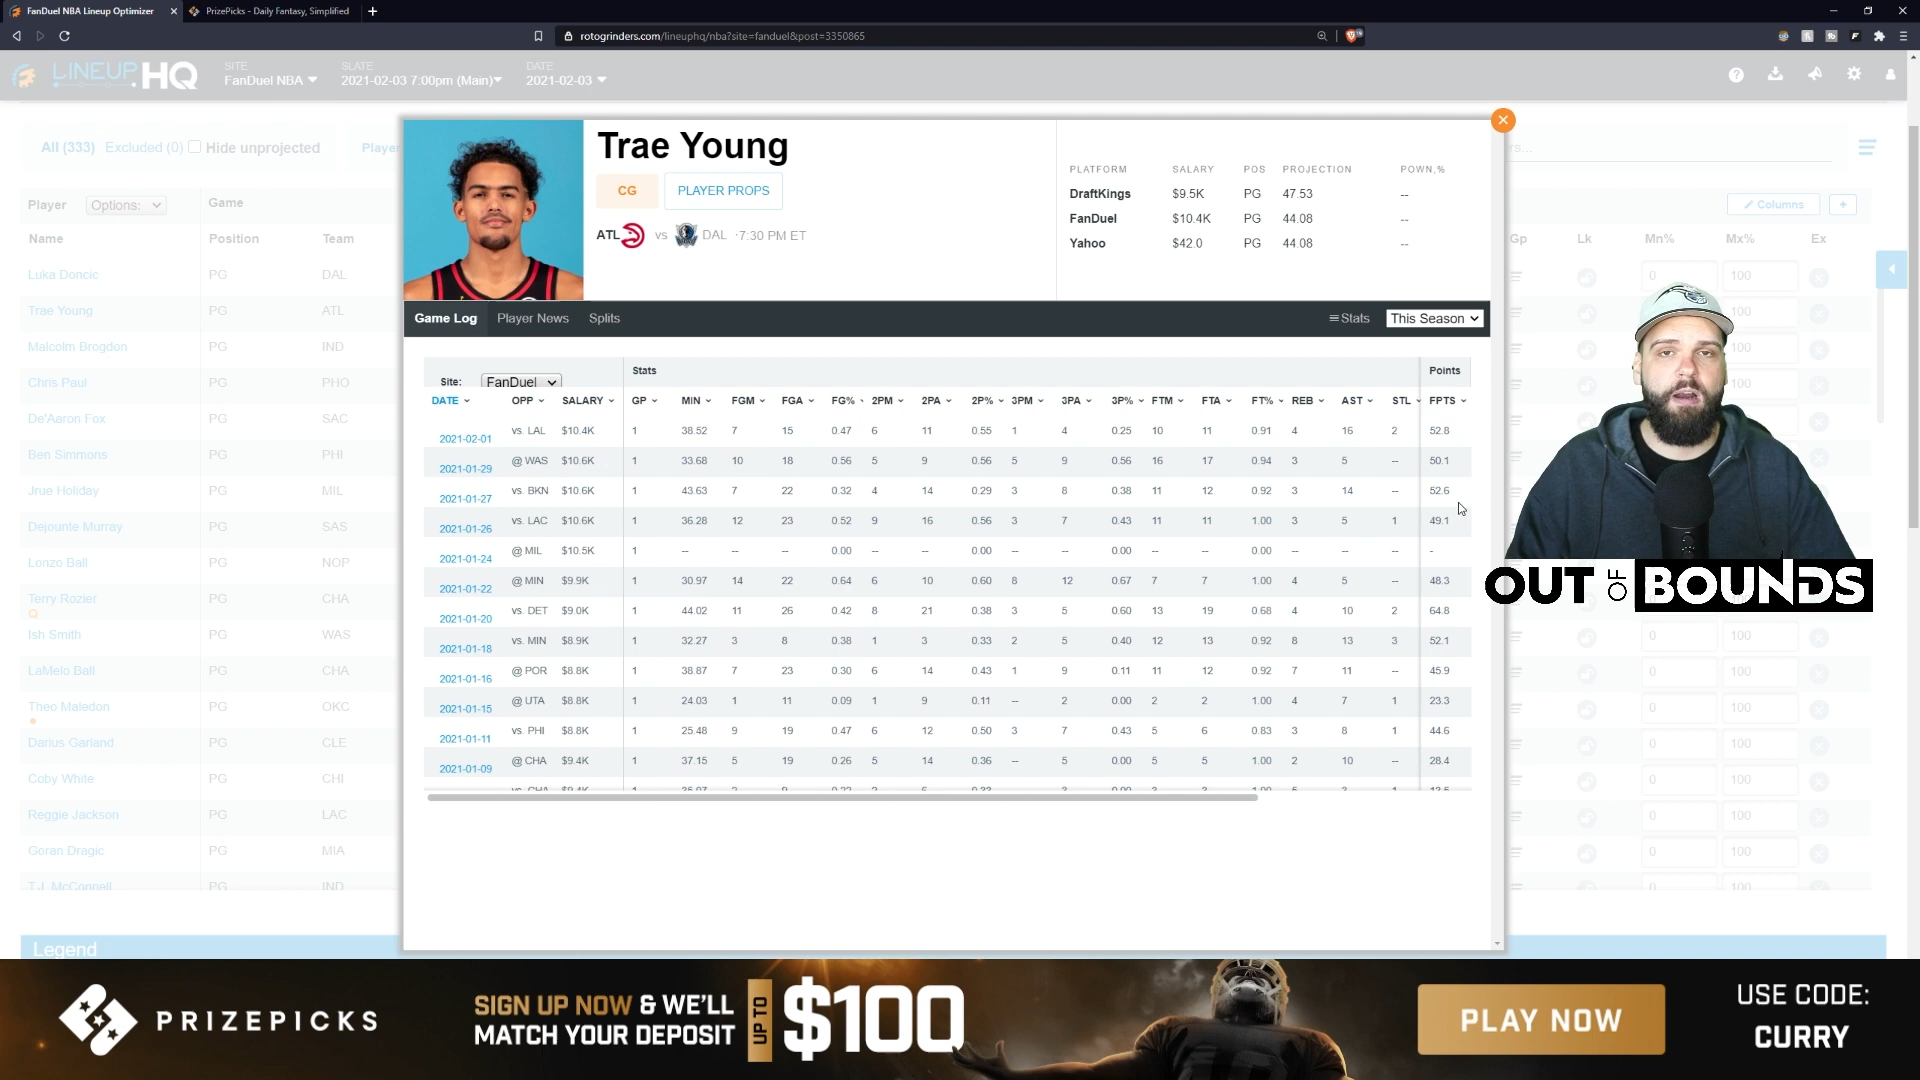 FanDuel NBA Lineup Optimizer
PrizePicks - Daily Fantasy, Simplified
rotogrinders.com/lineuphq/nba?site=fanduel&post=3350865
LINEUP.HQ
SITE
FanDuel NBA
SLATE
2021-02-03 7:00pm (Main)
DATE
2021-02-03
All (333) Excluded (0) Hide unprojected Player
Player Options: Game
Name Position Team
Luka Doncic PG DAL
Trae Young PG ATL
Malcolm Brogdon PG IND
Chris Paul PG PHO
De'Aaron Fox PG SAC
Ben Simmons PG PHI
Jrue Holiday PG MIL
Dejounte Murray PG SAS
Lonzo Ball PG NOP
Terry Rozier PG CHA
Q
Ish Smith PG WAS
LaMelo Ball PG CHA
Theo Maledon PG OKC
Darius Garland PG CLE
Coby White PG CHI
Reggie Jackson PG LAC
Goran Dragic PG MIA
T.J. McConnell PG IND
Legend
Trae Young
CG PLAYER PROPS
ATL vs DAL ·7:30 PM ET
PLATFORM SALARY POS PROJECTION POWN,%
DraftKings $9.5K PG 47.53 --
FanDuel $10.4K PG 44.08 --
Yahoo $42.0 PG 44.08 --
Game Log Player News Splits Stats This Season
Site: FanDuel Stats Points
DATE OPP SALARY GP MIN FGM FGA FG% 2PM 2PA 2P% 3PM 3PA 3P% FTM FTA FT% REB AST STL FPTS
2021-02-01 vs. LAL $10.4K 1 38.52 7 15 0.47 6 11 0.55 1 4 0.25 10 11 0.91 4 16 2 52.8
2021-01-29 @ WAS $10.6K 1 33.68 10 18 0.56 5 9 0.56 5 9 0.56 16 17 0.94 3 5 -- 50.1
2021-01-27 vs. BKN $10.6K 1 43.63 7 22 0.32 4 14 0.29 3 8 0.38 11 12 0.92 3 14 -- 52.6
2021-01-26 vs. LAC $10.6K 1 36.28 12 23 0.52 9 16 0.56 3 7 0.43 11 11 1.00 3 5 1 49.1
2021-01-24 @ MIL $10.5K 1 -- -- -- 0.00 -- -- 0.00 -- -- 0.00 -- -- 0.00 -- -- -- -
2021-01-22 @ MIN $9.9K 1 30.97 14 22 0.64 6 10 0.60 8 12 0.67 7 7 1.00 4 5 -- 48.3
2021-01-20 vs. DET $9.0K 1 44.02 11 26 0.42 8 21 0.38 3 5 0.60 13 19 0.68 4 10 2 64.8
2021-01-18 vs. MIN $8.9K 1 32.27 3 8 0.38 1 3 0.33 2 5 0.40 12 13 0.92 8 13 3 52.1
2021-01-16 @ POR $8.8K 1 38.87 7 23 0.30 6 14 0.43 1 9 0.11 11 12 0.92 7 11 -- 45.9
2021-01-15 @ UTA $8.8K 1 24.03 1 11 0.09 1 9 0.11 -- 2 0.00 2 2 1.00 4 7 1 23.3
2021-01-11 vs. PHI $8.8K 1 25.48 9 19 0.47 6 12 0.50 3 7 0.43 5 6 0.83 3 8 1 44.6
2021-01-09 @ CHA $9.4K 1 37.15 5 19 0.26 5 14 0.36 -- 5 0.00 5 5 1.00 2 10 -- 28.4
Columns +
Gp Lk Mn% Mx% Ex
0 100
100
100
100
100
0 100
0 100
0 100
0 100
0 100
0 100
0 100
0 100
OUT OF BOUNDS
PRIZEPICKS
SIGN UP NOW & WE'LL
MATCH YOUR DEPOSIT
UP TO
$100
PLAY NOW
USE CODE:
CURRY